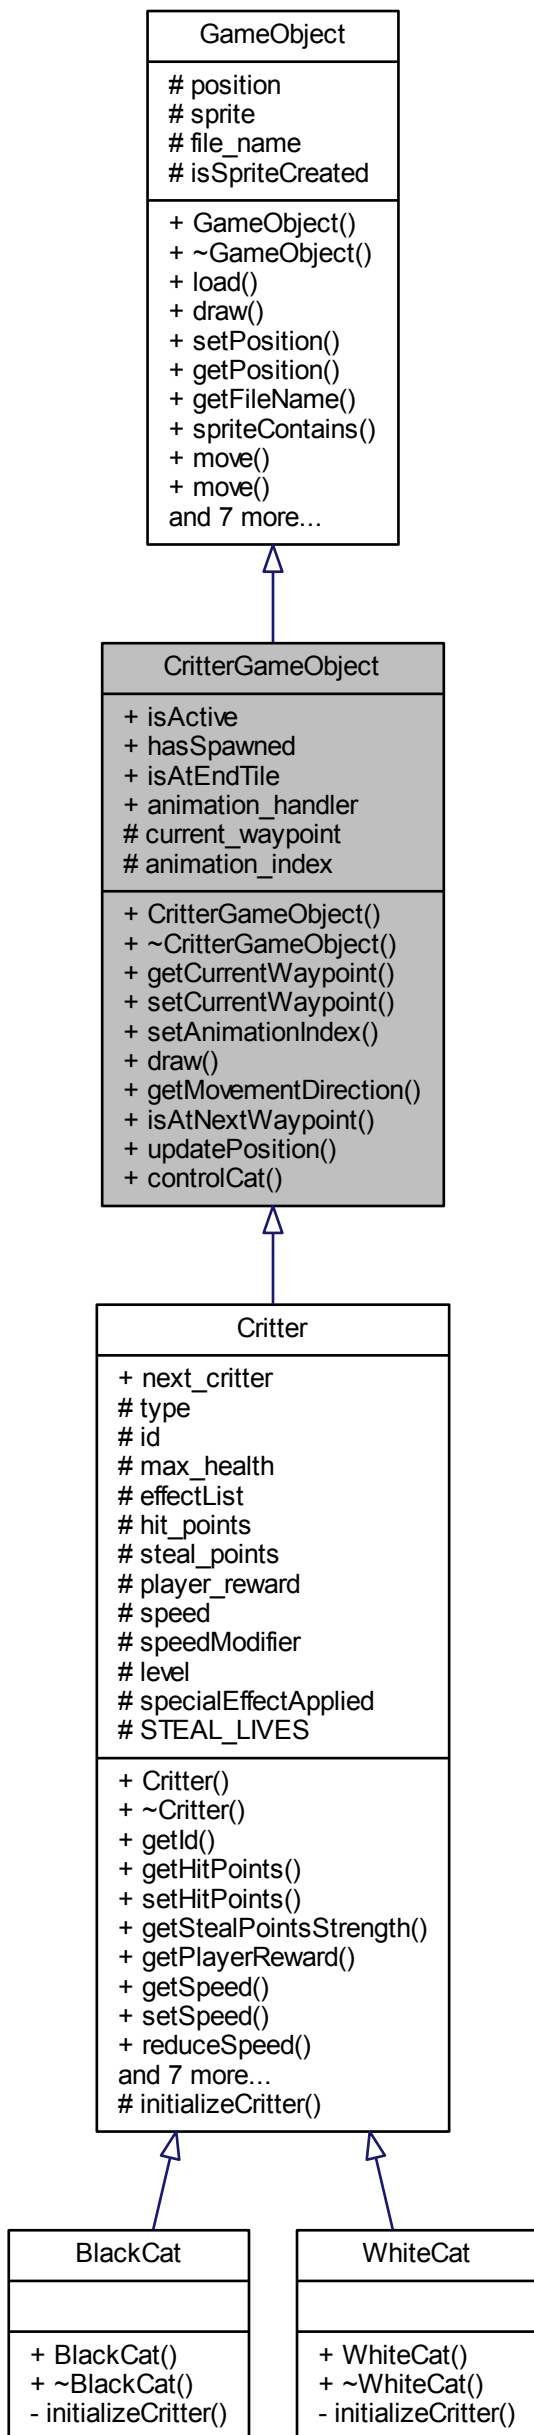 GameObject
# position
# sprite
# file_name
# isSpriteCreated
+ GameObject()
+ ~GameObject()
+ load()
+ draw()
+ setPosition()
+ getPosition()
+ getFileName()
+ spriteContains()
+ move()
+ move()
and 7 more...
CritterGameObject
+ isActive
+ hasSpawned
+ isAtEndTile
+ animation_handler
# current_waypoint
# animation_index
+ CritterGameObject()
+ ~CritterGameObject()
+ getCurrentWaypoint()
+ setCurrentWaypoint()
+ setAnimationIndex()
+ draw()
+ getMovementDirection()
+ isAtNextWaypoint()
+ updatePosition()
+ controlCat()
Critter
+ next_critter
# type
# id
# max_health
# effectList
# hit_points
# steal_points
# player_reward
# speed
# speedModifier
# level
# specialEffectApplied
# STEAL_LIVES
+ Critter()
+ ~Critter()
+ getId()
+ getHitPoints()
+ setHitPoints()
+ getStealPointsStrength()
+ getPlayerReward()
+ getSpeed()
+ setSpeed()
+ reduceSpeed()
and 7 more...
# initializeCritter()
BlackCat
+ BlackCat()
+ ~BlackCat()
- initializeCritter()
WhiteCat
+ WhiteCat()
+ ~WhiteCat()
- initializeCritter()